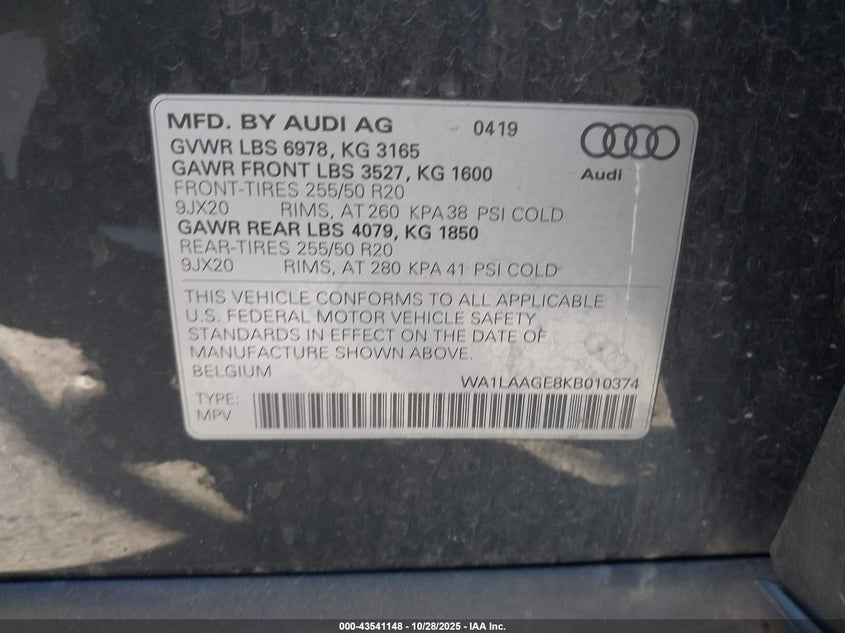 MFD. BY AUDI AG 0419
GVWR LBS 6978, KG 3165
GAWR FRONT LBS 3527, KG 1600
Audi
FRONT-TIRES 255/50 R20
9JX20 RIMS, AT 260 KPA 38 PSI COLD
GAWR REAR LBS 4079, KG 1850
REAR-TIRES 255/50 R20
9JX20 RIMS, AT 280 KPA 41 PSI COLD
THIS VEHICLE CONFORMS TO ALL APPLICABLE
U.S. FEDERAL MOTOR VEHICLE SAFETY
STANDARDS IN EFFECT ON THE DATE OF
MANUFACTURE SHOWN ABOVE.
BELGIUM WA1LAAGE8KB010374
TYPE:
MPV
000-43541148 - 10/28/2025 - IAA Inc.